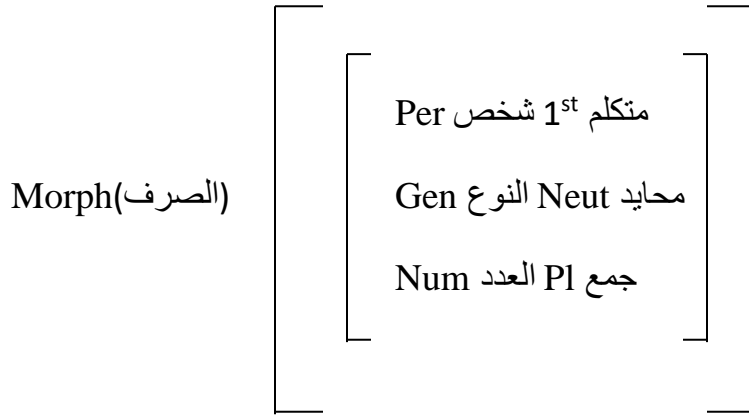 Per شخص 1st متكلم
Morph(الصرف) Gen النوع Neut محايد
Num العدد Pl جمع